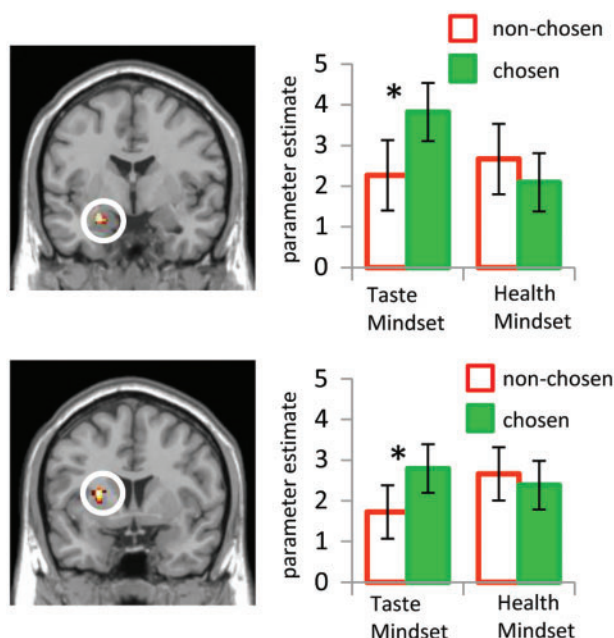 non-chosen
chosen
parameter estimate
5
4
3
2
1
0
*
Taste
Mindset
Health
Mindset
non-chosen
chosen
parameter estimate
5
4
3
2
1
0
*
Taste
Mindset
Health
Mindset